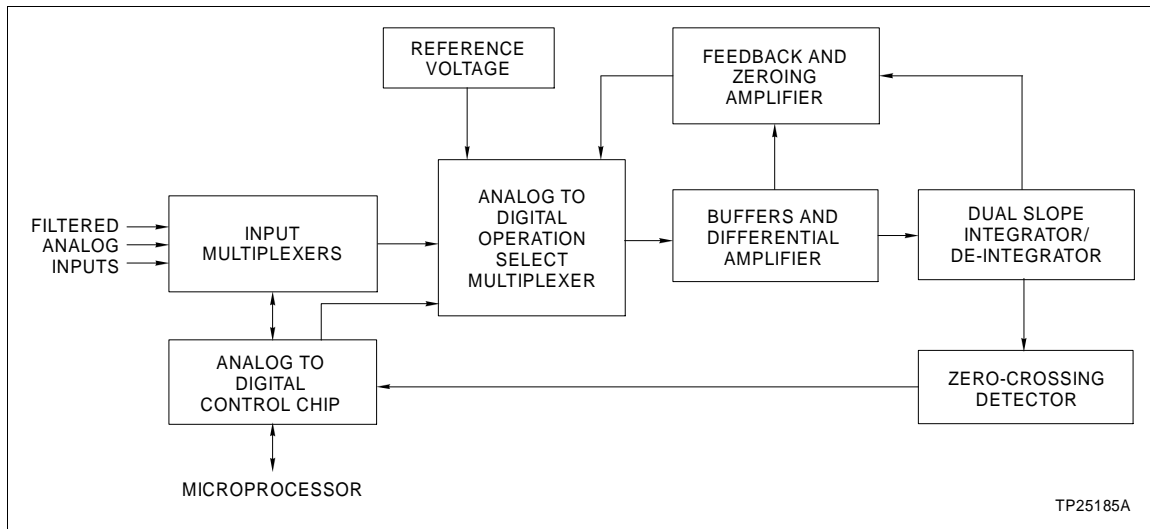 REFERENCE
VOLTAGE
FEEDBACK AND
ZEROING
AMPLIFIER
FILTERED
ANALOG
INPUTS
INPUT
MULTIPLEXERS
ANALOG TO
DIGITAL
OPERATION
SELECT
MULTIPLEXER
BUFFERS AND
DIFFERENTIAL
AMPLIFIER
DUAL SLOPE
INTEGRATOR/
DE-INTEGRATOR
ANALOG TO
DIGITAL
CONTROL CHIP
ZERO-CROSSING
DETECTOR
MICROPROCESSOR
TP25185A